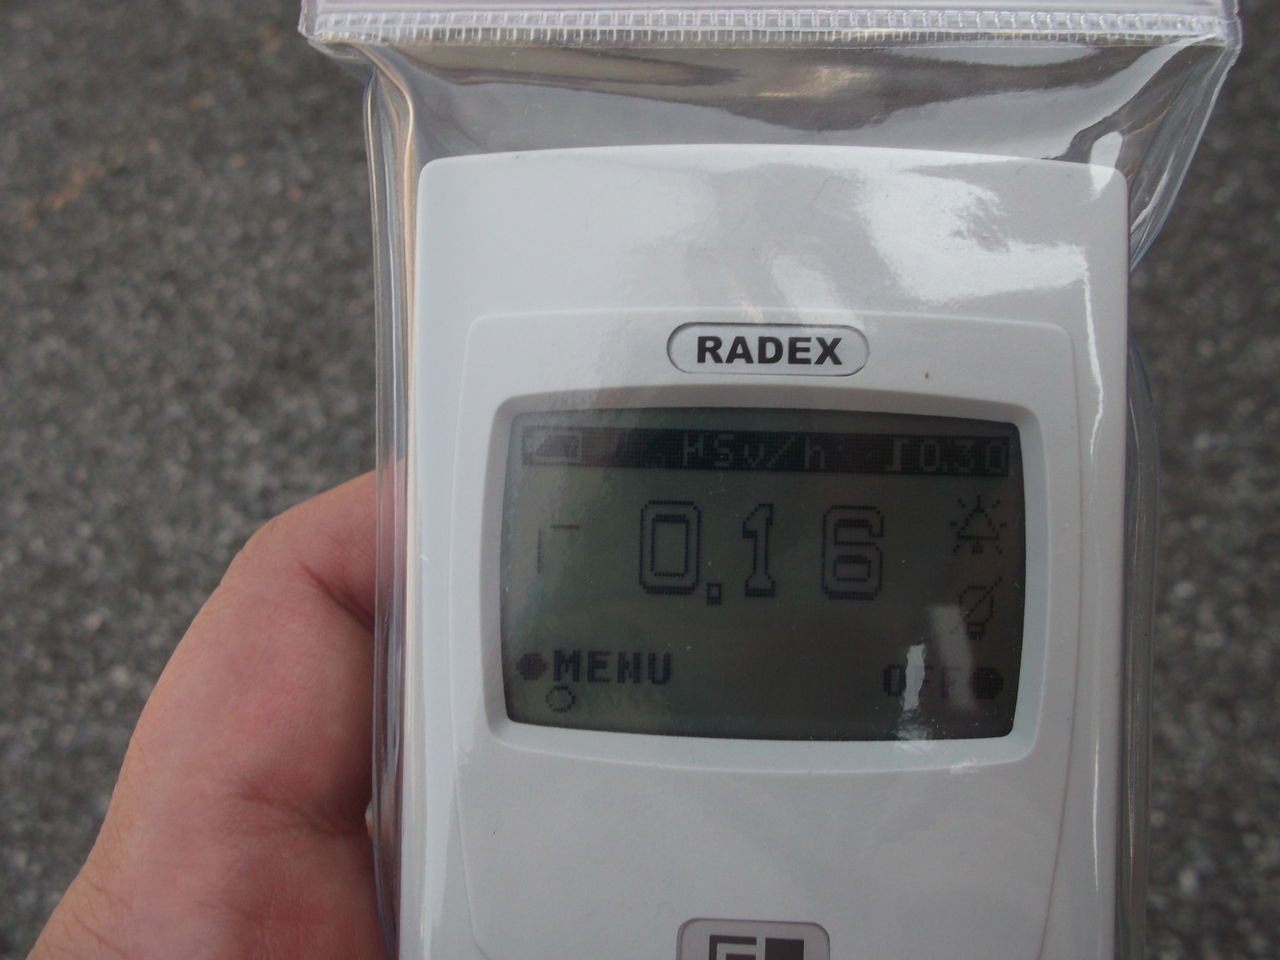 RADEX
μSv/h 0.30
0.16
MENU OFF